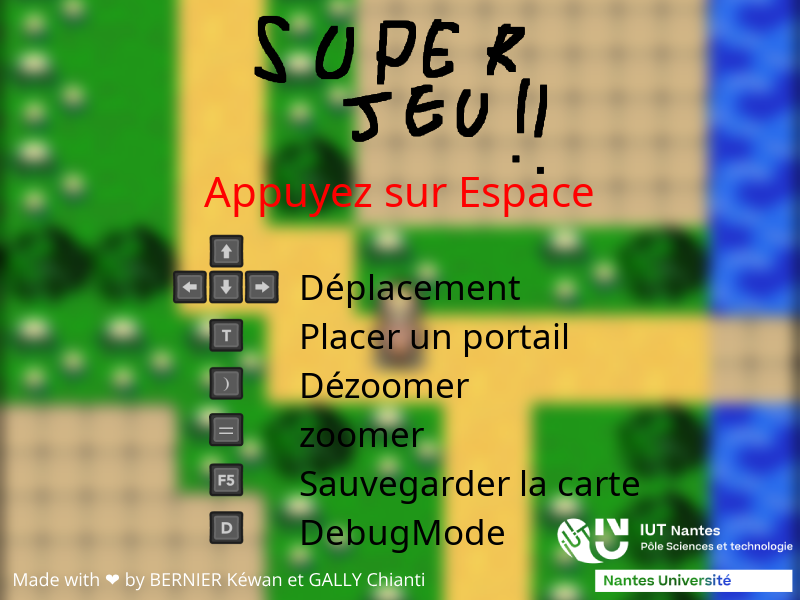 SUPER
JEU !!
Appuyez sur Espace
Déplacement
T Placer un portail
) Dézoomer
= zoomer
F5 Sauvegarder la carte
D DebugMode
IUT Nantes
Pôle Sciences et technologie
Nantes Université
Made with ❤ by BERNIER Kéwan et GALLY Chianti